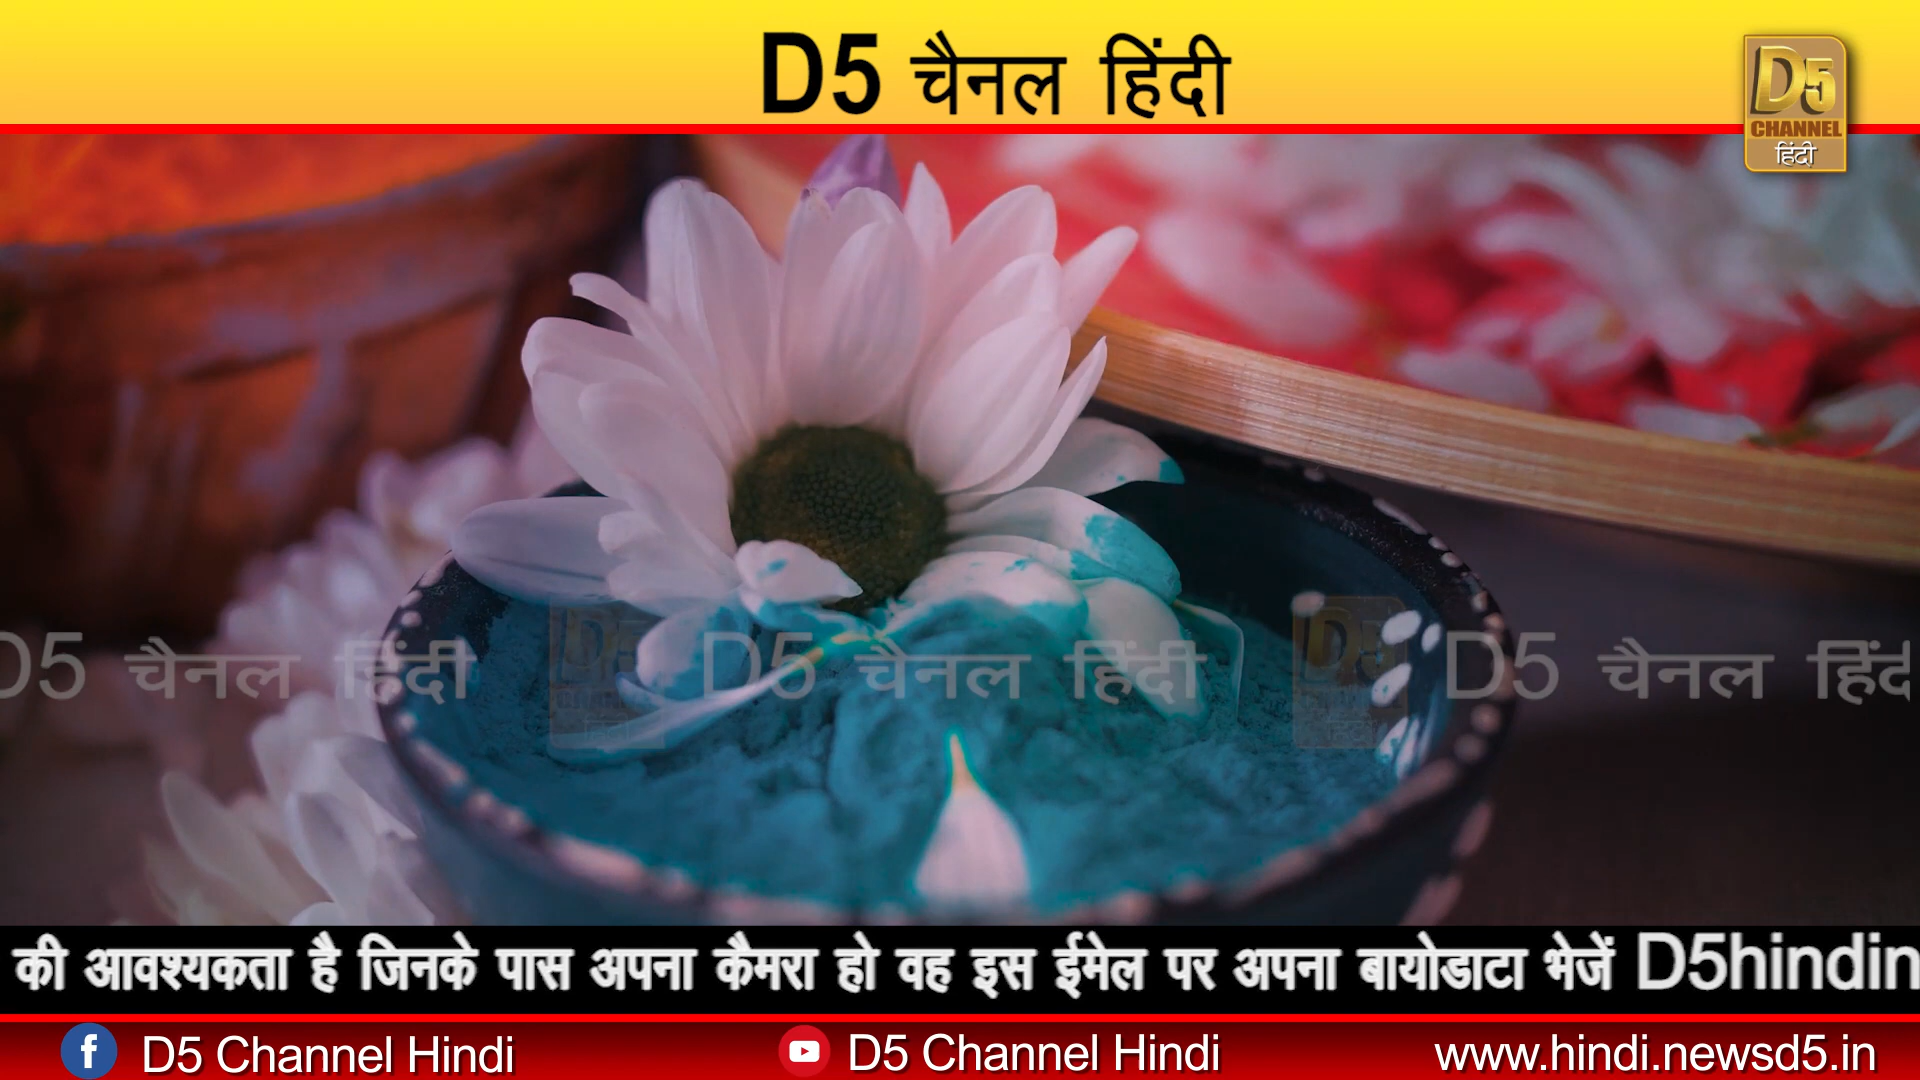 D5 चैनल हिंदी
D5
CHANNEL
हिंदी
D5 चैनल हिंदी D5 चैनल हिंदी D5 चैनल
की आवश्यकता है जिनके पास अपना कैमरा हो वह इस ईमेल पर अपना बायोडाटा भेजें D5hindin
D5 Channel Hindi D5 Channel Hindi www.hindi.newsd5.in